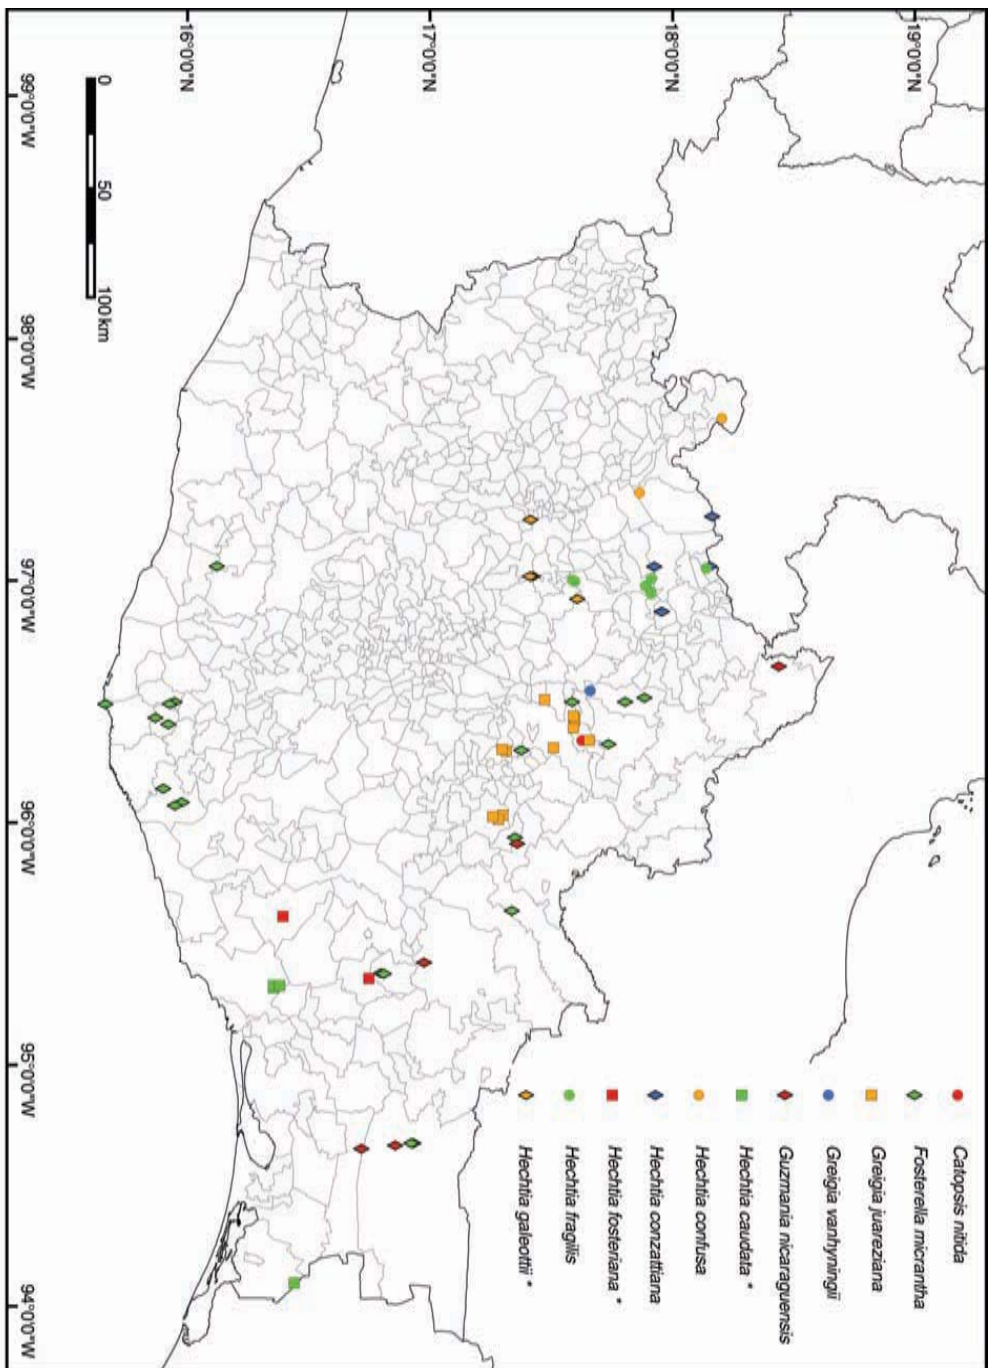 19°0'0"N
18°0'0"N
17°0'0"N
16°0'0"N
Catopsis nitida
Fosterella micrantha
Greigia juareziana
Greigia vanhyningii
Guzmania nicaraguensis
Hechtia caudata *
Hechtia confusa
Hechtia conzattiana
Hechtia fosteriana *
Hechtia fragilis
Hechtia galeottii *
0 50 100 km
99°0'0"W 98°0'0"W 97°0'0"W 96°0'0"W 95°0'0"W 94°0'0"W